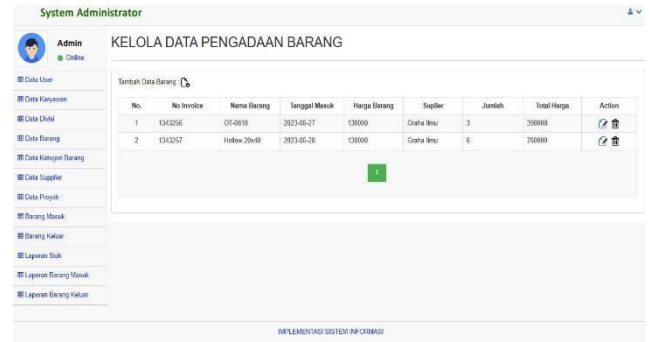 System Administrator
Admin
Online
KELOLA DATA PENGADAAN BARANG
Data User
Data Karyawan
Data Divisi
Data Barang
Data Kategori Barang
Data Supplier
Data Proyek
Barang Masuk
Barang Keluar
Laporan Stok
Laporan Barang Masuk
Laporan Barang Keluar
Tambah Data Barang :
No. No Invoice Nama Barang Tanggal Masuk Harga Barang Suplier Jumlah Total Harga Action
1 1343256 OT-0810 2023-06-27 130000 Graha Ilmu 3 390000
2 1343257 Hollow 20x40 2023-06-28 130000 Graha Ilmu 6 780000
1
IMPLEMENTASI SISTEM INFORMASI